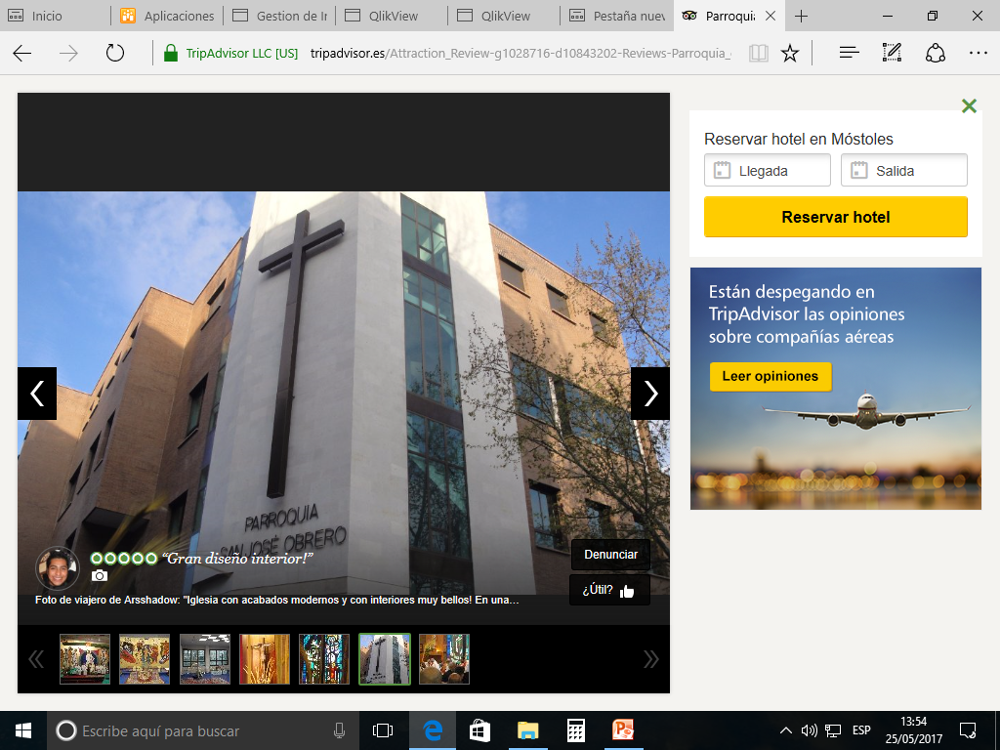 Inicio
Aplicaciones
Gestion de Ir
QlikView
QlikView
Pestaña nuev
Parroquia
TripAdvisor LLC [US]
tripadvisor.es/Attraction_Review-g1028716-d10843202-Reviews-Parroquia_
PARROQUIA
SAN JOSÉ OBRERO
“Gran diseño interior!”
Foto de viajero de Arsshadow: "Iglesia con acabados modernos y con interiores muy bellos! En una…
Denunciar
¿Útil?
Reservar hotel en Móstoles
Llegada
Salida
Reservar hotel
Están despegando en
TripAdvisor las opiniones
sobre compañías aéreas
Leer opiniones
Escribe aquí para buscar
ESP
13:54
25/05/2017